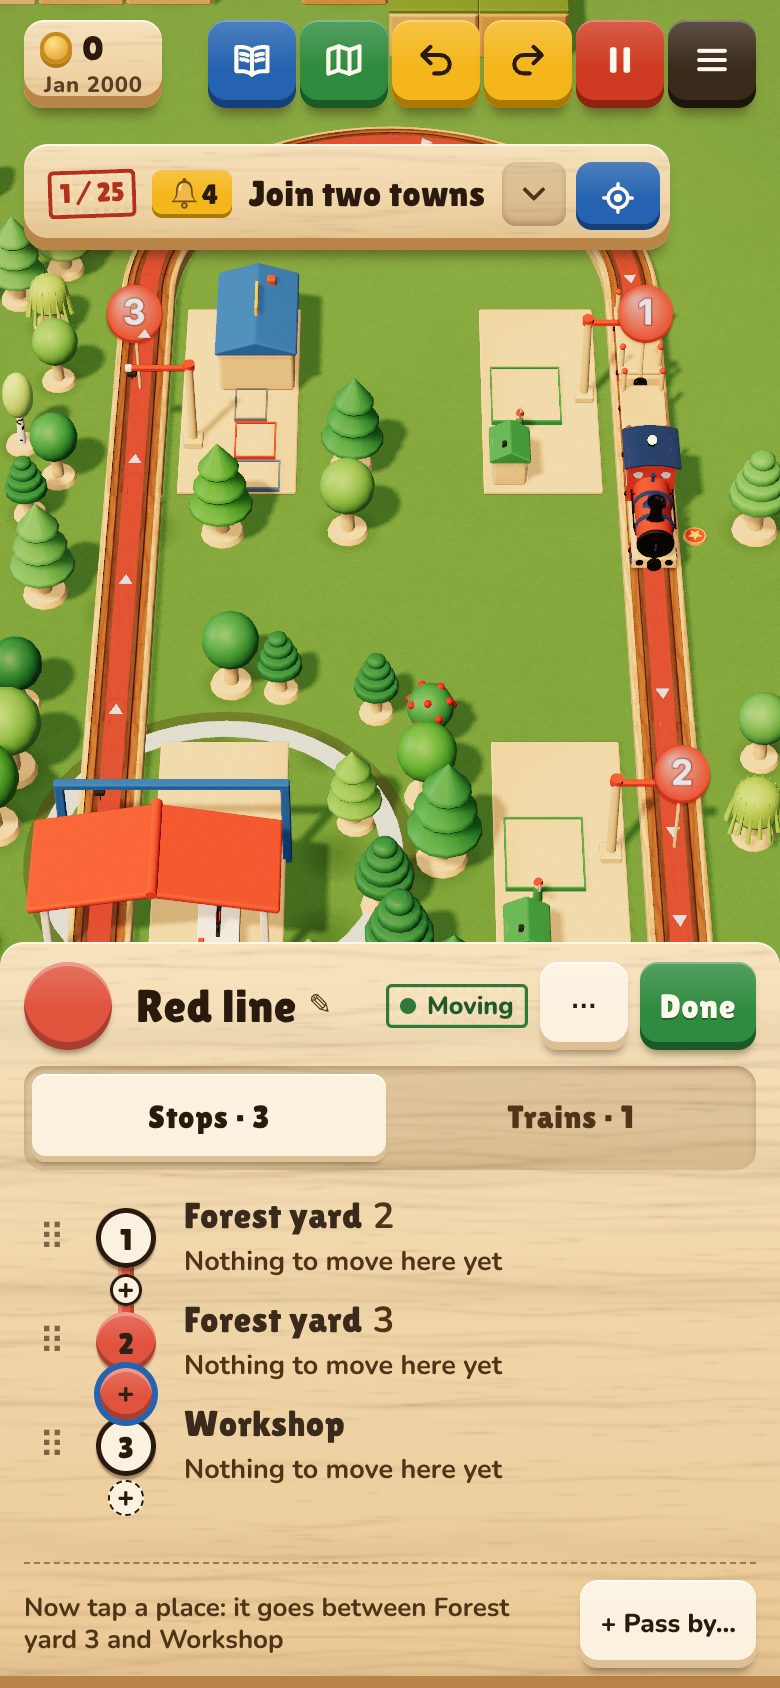 0
Jan 2000
1/25
4
Join two towns
3
1
2
Red line
Moving
...
Done
Stops · 3
Trains · 1
1
Forest yard 2
Nothing to move here yet
+
2
Forest yard 3
Nothing to move here yet
+
3
Workshop
Nothing to move here yet
+
Now tap a place: it goes between Forest
yard 3 and Workshop
+ Pass by...